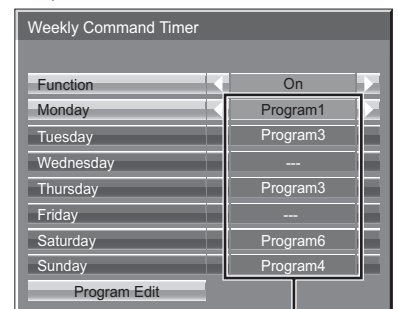 Weekly Command Timer
Function On
Monday Program1
Tuesday Program3
Wednesday ---
Thursday Program3
Friday ---
Saturday Program6
Sunday Program4
Program Edit